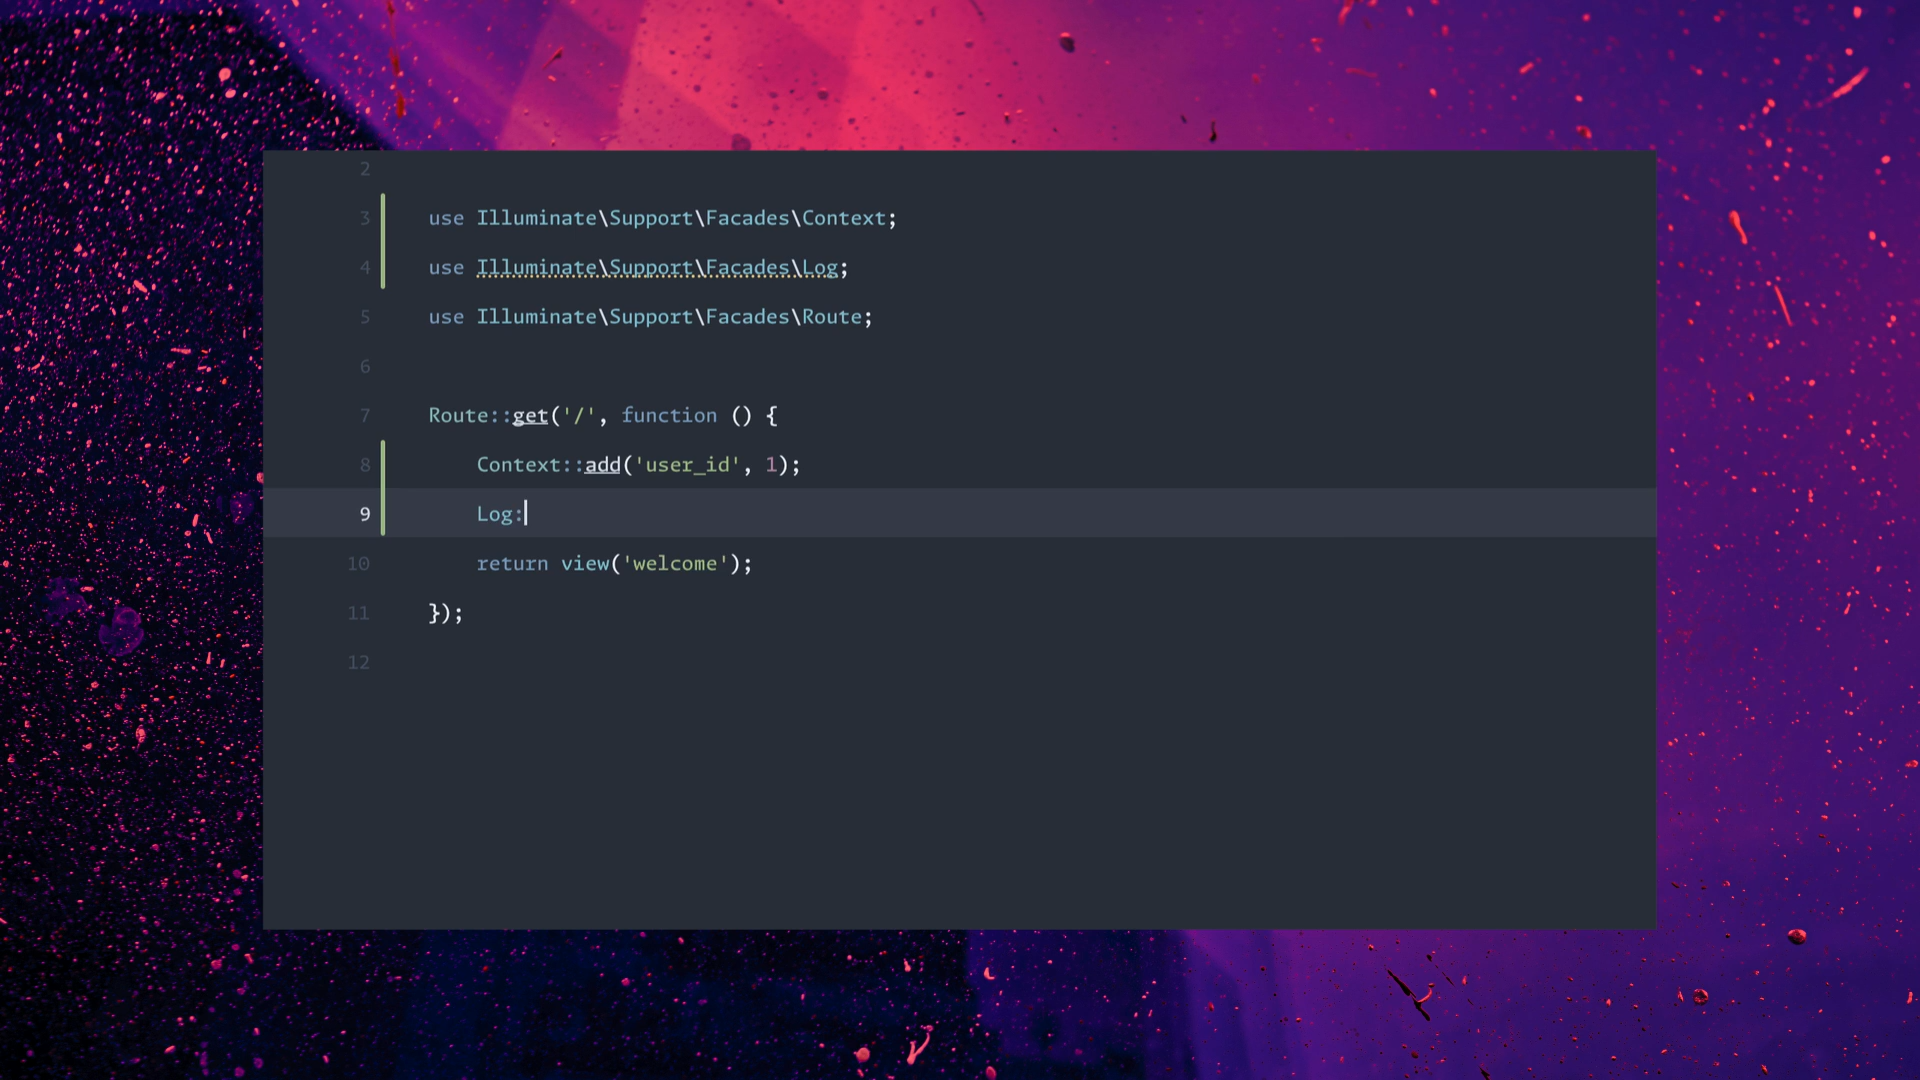 2
3 use Illuminate\Support\Facades\Context;
4 use Illuminate\Support\Facades\Log;
5 use Illuminate\Support\Facades\Route;
6
7 Route::get('/', function () {
8     Context::add('user_id', 1);
9     Log:
10     return view('welcome');
11 });
12